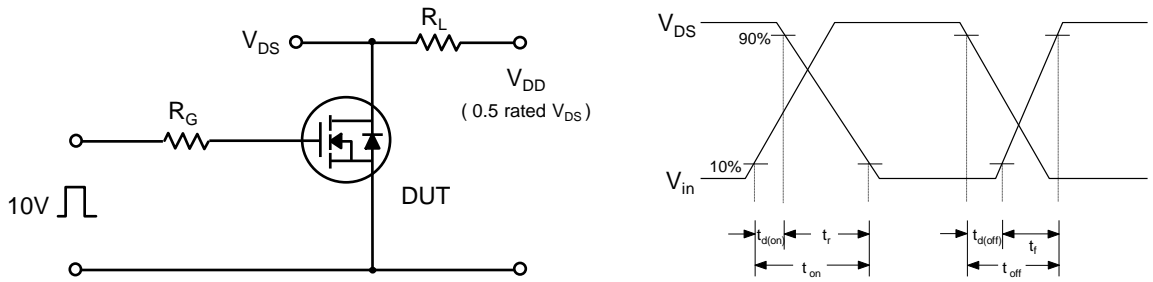 R_L
V_DS
V_DD
( 0.5 rated V_DS )
R_G
10V
DUT
V_DS
90%
10%
V_in
t_d(on)
t_r
t_on
t_d(off)
t_f
t_off